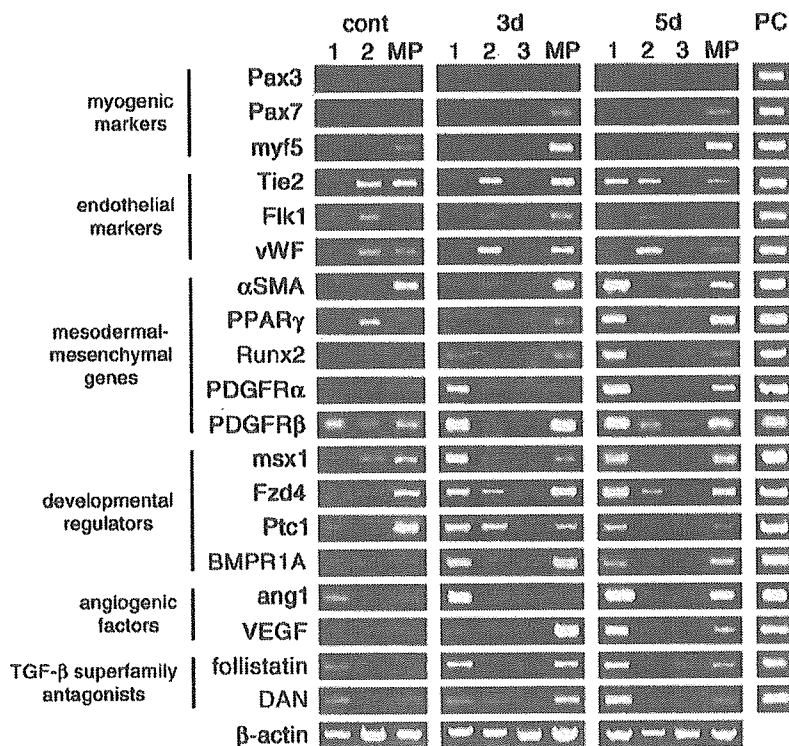 cont 3d 5d PC
1 2 MP 1 2 3 MP 1 2 3 MP
myogenic markers
Pax3
Pax7
myf5
endothelial markers
Tie2
Flk1
vWF
mesodermal-mesenchymal genes
αSMA
PPARγ
Runx2
PDGFRα
PDGFRβ
developmental regulators
msx1
Fzd4
Ptc1
BMPR1A
angiogenic factors
ang1
VEGF
TGF-β superfamily antagonists
follistatin
DAN
β-actin